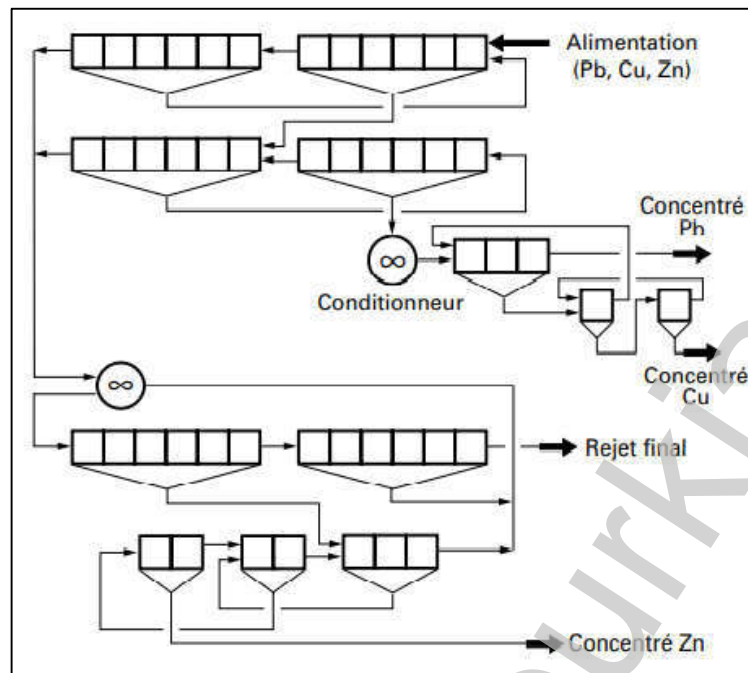 Alimentation
(Pb, Cu, Zn)
Concentré
Pb
∞
Conditionneur
Concentré
Cu
∞
Rejet final
Concentré Zn